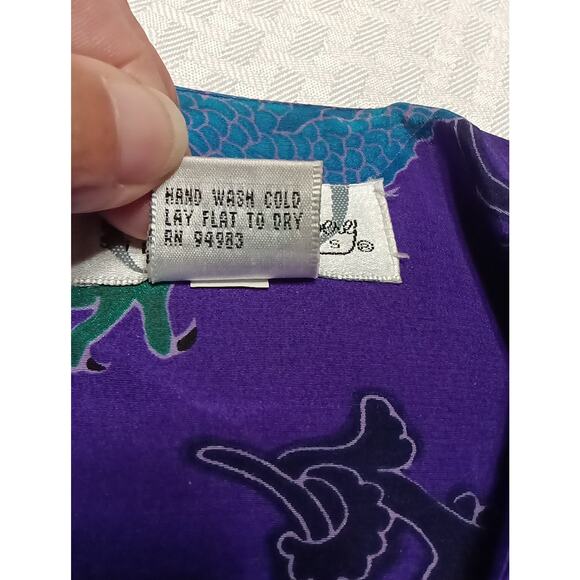 HAND WASH COLD
LAY FLAT TO DRY
RN 94983
®